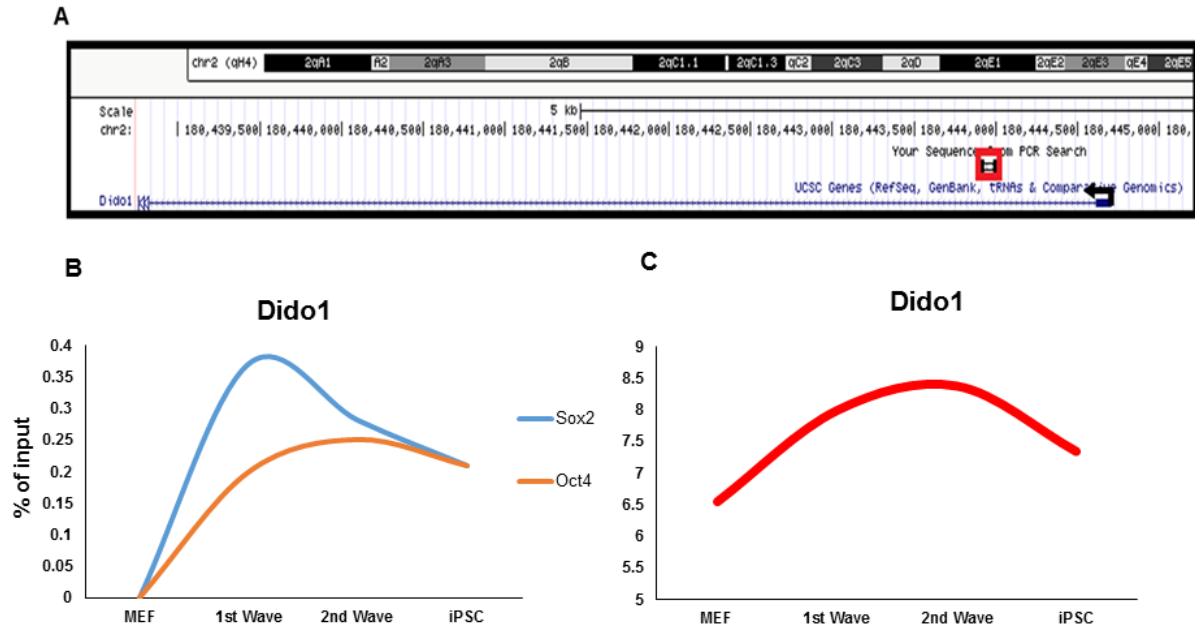 A
chr2 (qH4) 2qA1 A2 2qA3 2qB 2qC1.1 2qC1.3 qC2 2qC3 2qD 2qE1 2qE2 2qE3 qE4 2qE5
Scale 5 kb
chr2: 180,439,500 180,440,000 180,440,500 180,441,000 180,441,500 180,442,000 180,442,500 180,443,000 180,443,500 180,444,000 180,444,500 180,445,000 180,
Your Sequence from PCR Search
UCSC Genes (RefSeq, GenBank, tRNAs & Comparative Genomics)
Dido1
B
Dido1
% of input
0.4
0.35
0.3
0.25
0.2
0.15
0.1
0.05
0
MEF 1st Wave 2nd Wave iPSC
Sox2
Oct4
C
Dido1
9
8.5
8
7.5
7
6.5
6
5.5
5
MEF 1st Wave 2nd Wave iPSC